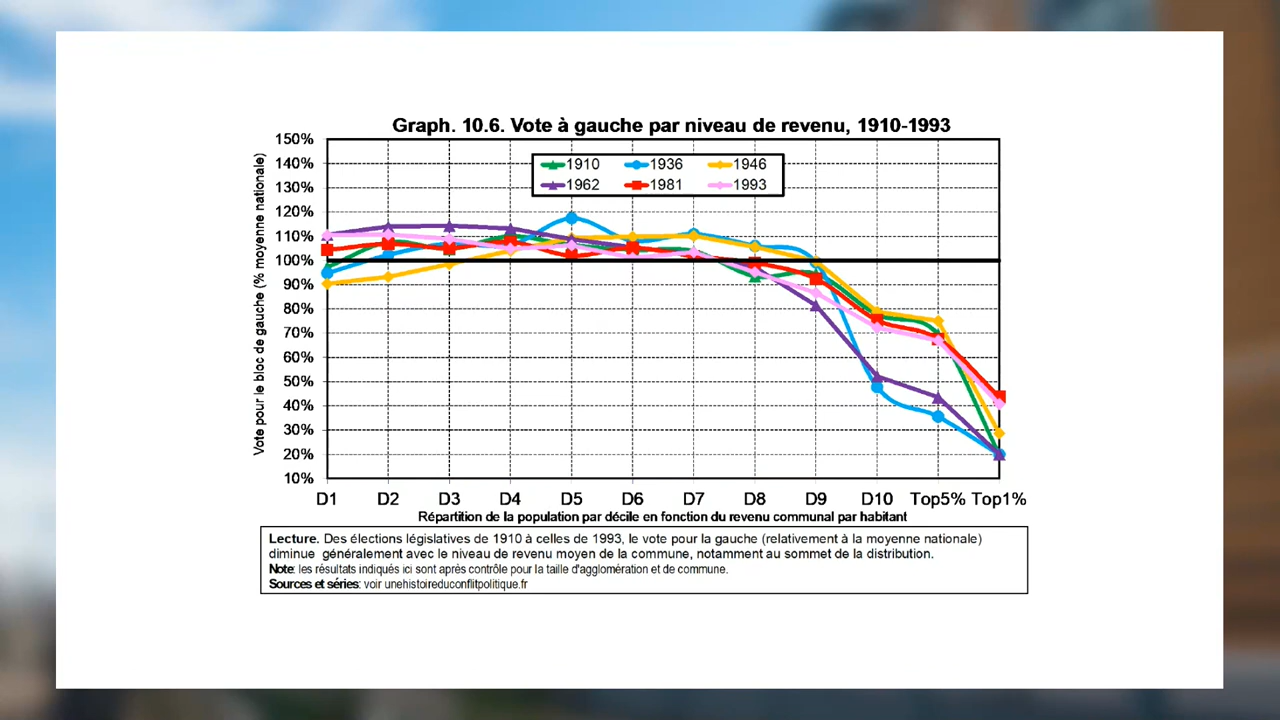 Graph. 10.6. Vote à gauche par niveau de revenu, 1910-1993
150%
140%
130%
120%
110%
100%
90%
80%
70%
60%
50%
40%
30%
20%
10%
Vote pour le bloc de gauche (% moyenne nationale)
1910 1936 1946
1962 1981 1993
D1 D2 D3 D4 D5 D6 D7 D8 D9 D10 Top5% Top1%
Répartition de la population par décile en fonction du revenu communal par habitant
Lecture. Des élections législatives de 1910 à celles de 1993, le vote pour la gauche (relativement à la moyenne nationale)
diminue généralement avec le niveau de revenu moyen de la commune, notamment au sommet de la distribution.
Note: les résultats indiqués ici sont après contrôle pour la taille d'agglomération et de commune.
Sources et séries: voir unehistoireduconflitpolitique.fr